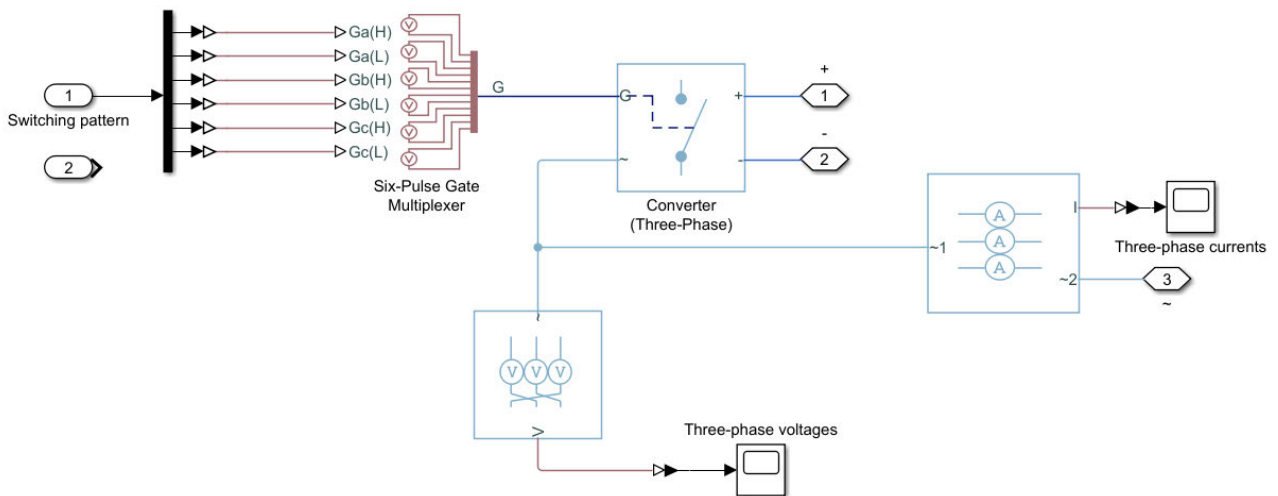 1
Switching pattern
2
Ga(H)
Ga(L)
Gb(H)
Gb(L)
Gc(H)
Gc(L)
V
V
V
V
V
V
Six-Pulse Gate
Multiplexer
G
G
~
+
-
Converter
(Three-Phase)
+
1
-
2
~1
A
A
A
I
~2
Three-phase currents
3
~
~
V V V
V
Three-phase voltages